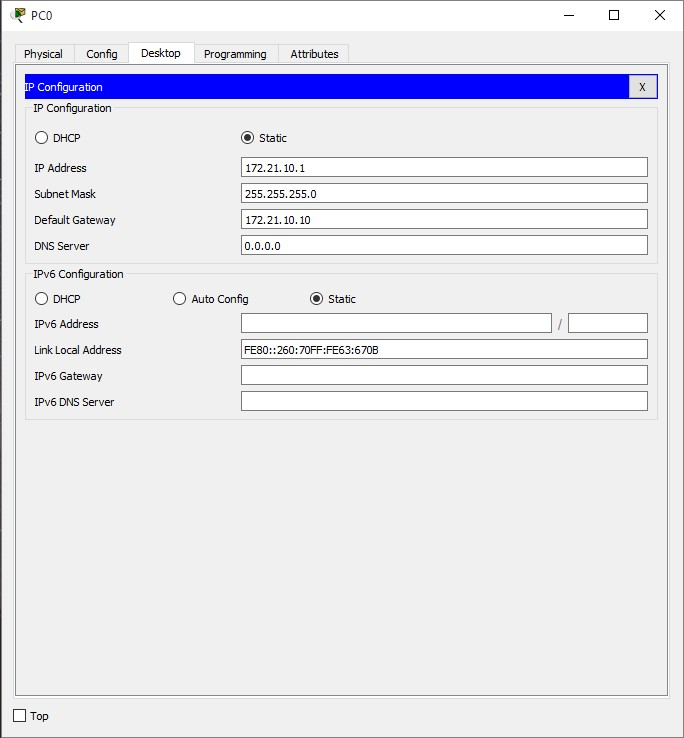 PC0
Physical Config Desktop Programming Attributes
IP Configuration X
IP Configuration
DHCP Static
IP Address 172.21.10.1
Subnet Mask 255.255.255.0
Default Gateway 172.21.10.10
DNS Server 0.0.0.0
IPv6 Configuration
DHCP Auto Config Static
IPv6 Address /
Link Local Address FE80::260:70FF:FE63:670B
IPv6 Gateway
IPv6 DNS Server
Top